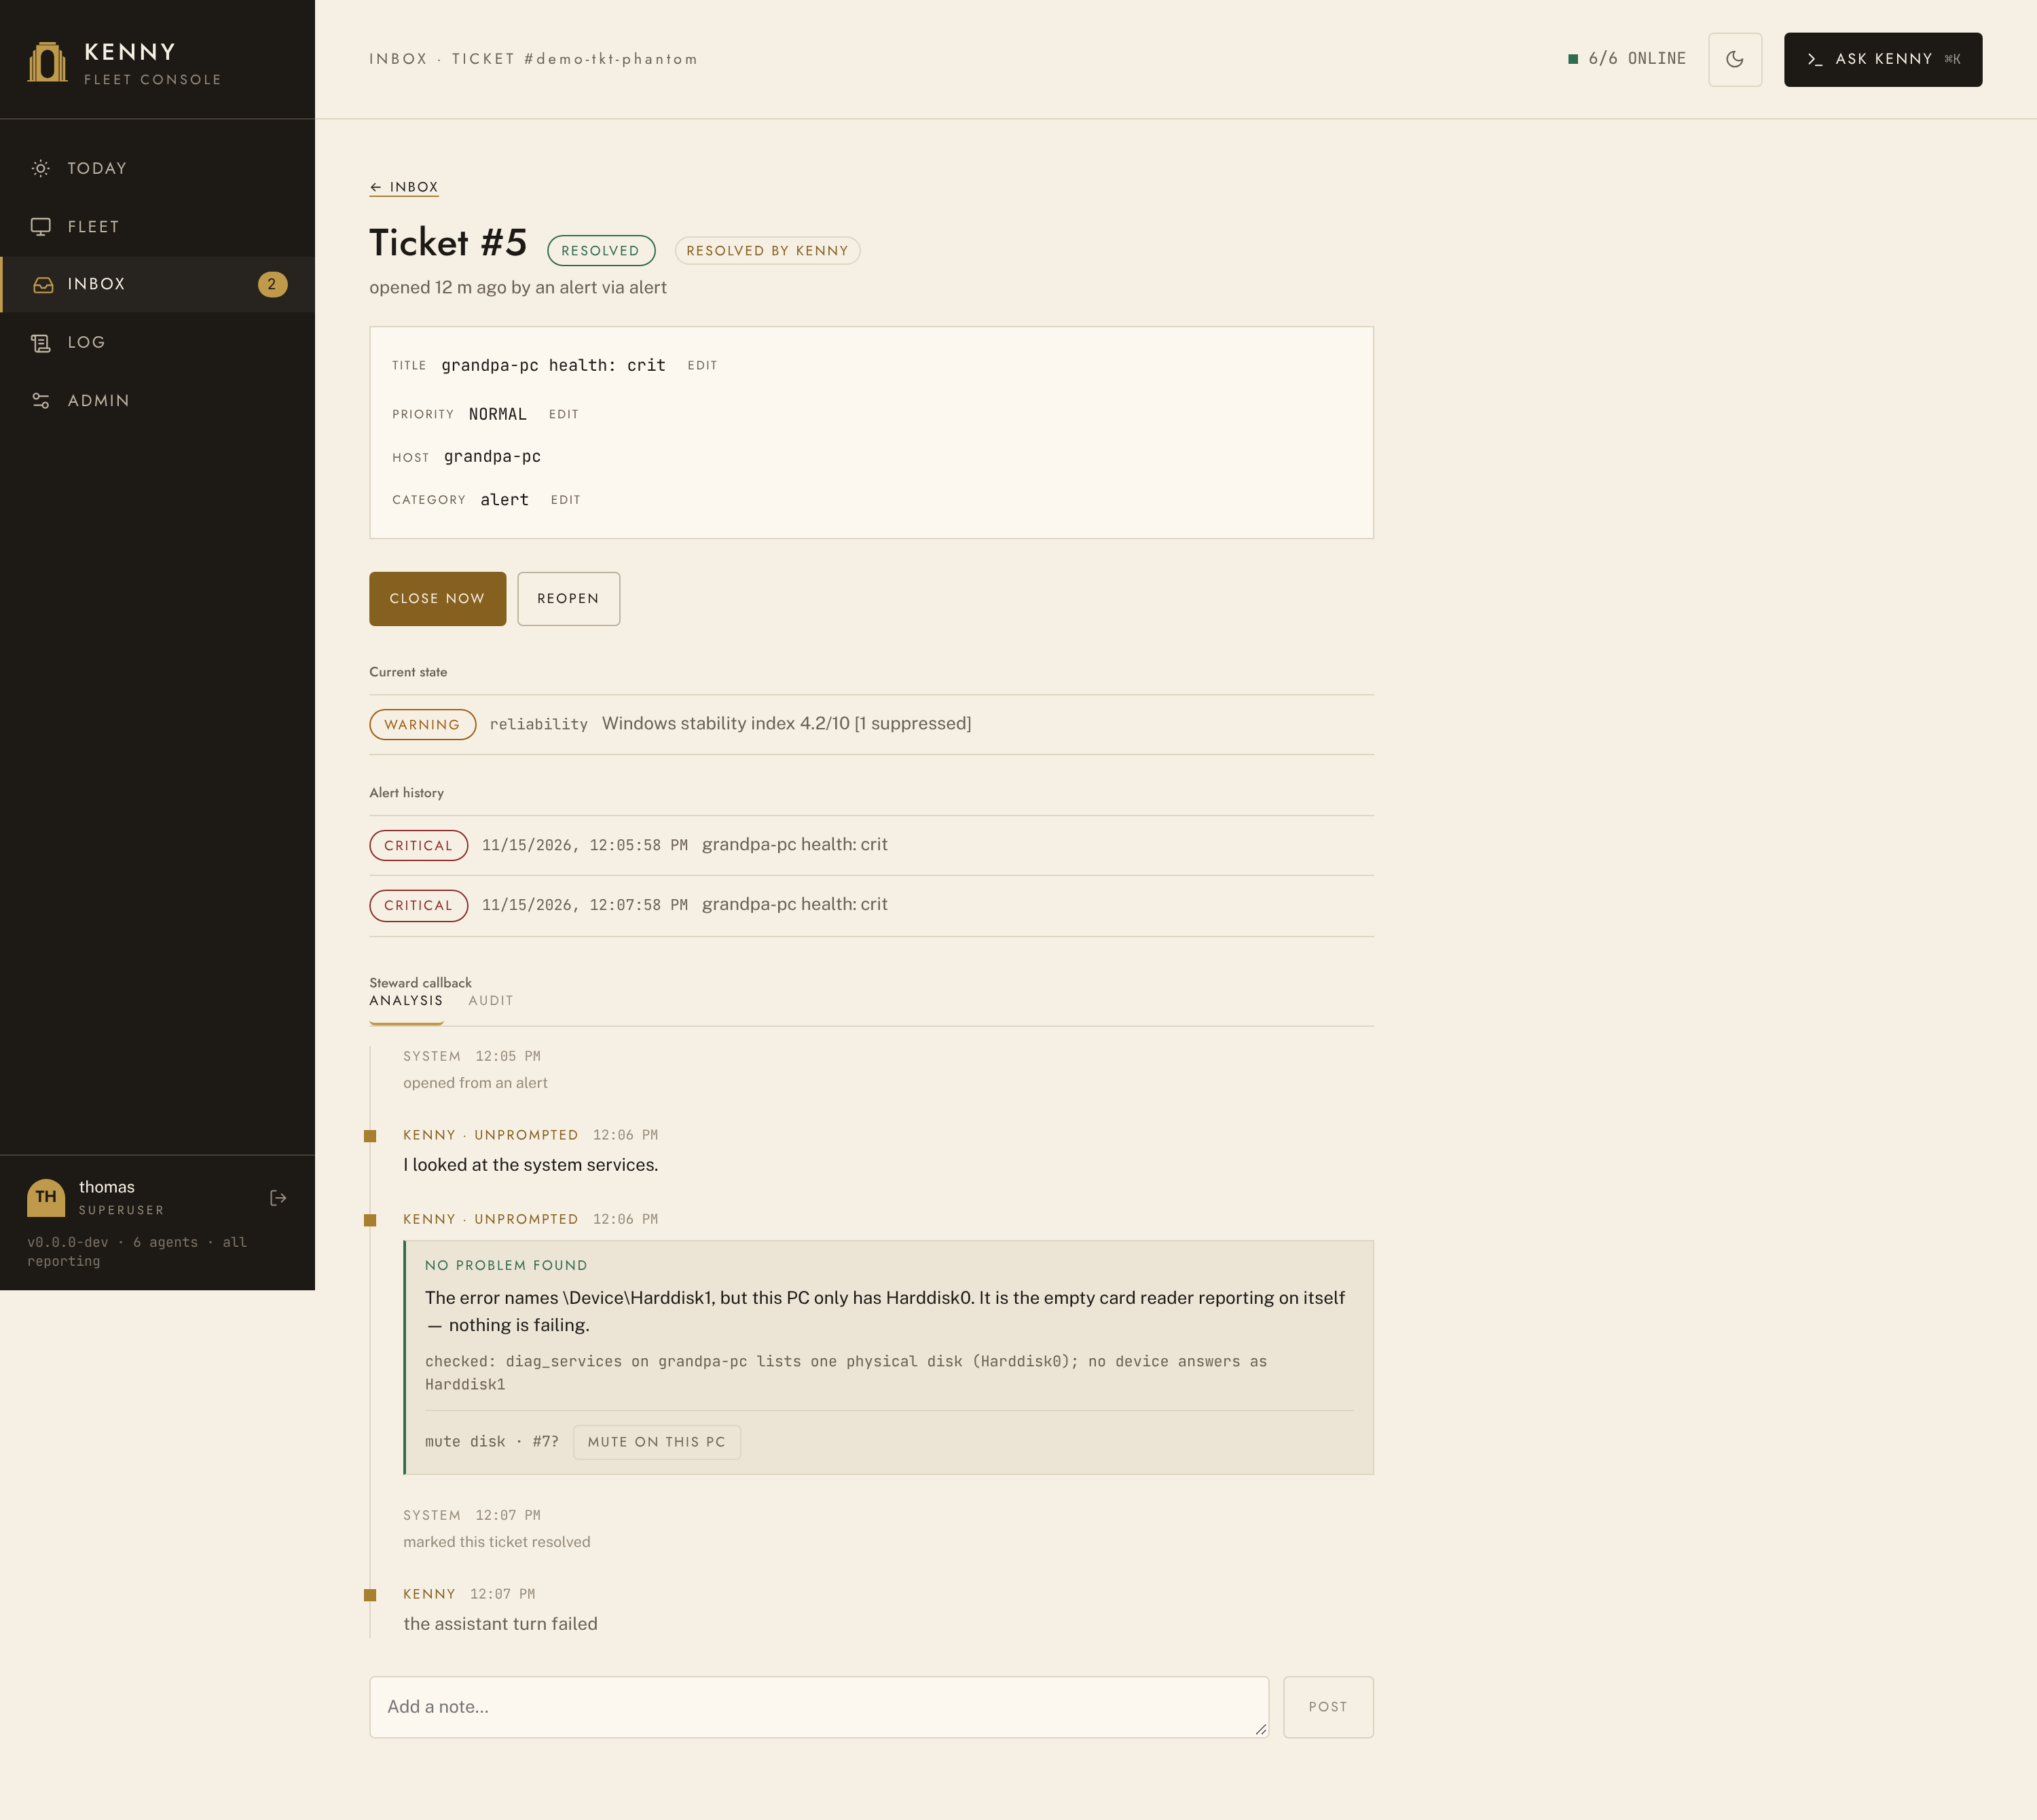 KENNY
FLEET CONSOLE
INBOX · TICKET #demo-tkt-phantom
6/6 ONLINE
ASK KENNY ⌘K
TODAY
FLEET
INBOX 2
LOG
ADMIN
← INBOX
Ticket #5 RESOLVED RESOLVED BY KENNY
opened 12 m ago by an alert via alert
TITLE grandpa-pc health: crit EDIT
PRIORITY NORMAL EDIT
HOST grandpa-pc
CATEGORY alert EDIT
CLOSE NOW REOPEN
Current state
WARNING reliability Windows stability index 4.2/10 [1 suppressed]
Alert history
CRITICAL 11/15/2026, 12:05:58 PM grandpa-pc health: crit
CRITICAL 11/15/2026, 12:07:58 PM grandpa-pc health: crit
Steward callback
ANALYSIS AUDIT
SYSTEM 12:05 PM
opened from an alert
KENNY · UNPROMPTED 12:06 PM
I looked at the system services.
KENNY · UNPROMPTED 12:06 PM
NO PROBLEM FOUND
The error names \Device\Harddisk1, but this PC only has Harddisk0. It is the empty card reader reporting on itself
— nothing is failing.
checked: diag_services on grandpa-pc lists one physical disk (Harddisk0); no device answers as
Harddisk1
mute disk · #7? MUTE ON THIS PC
SYSTEM 12:07 PM
marked this ticket resolved
KENNY 12:07 PM
the assistant turn failed
Add a note...
POST
TH
thomas
SUPERUSER
v0.0.0-dev · 6 agents · all
reporting